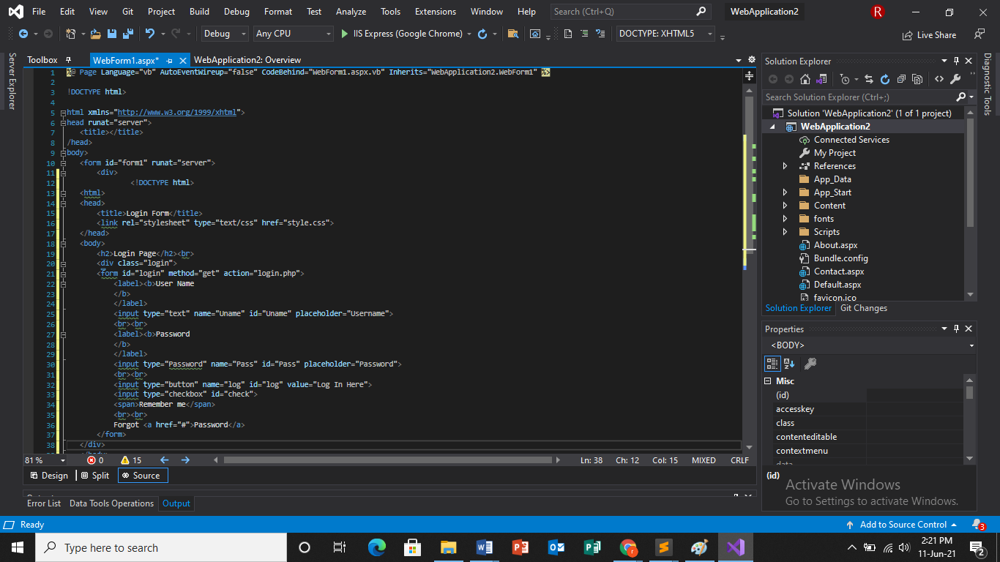 File Edit View Git Project Build Debug Format Test Analyze Tools Extensions Window Help Search (Ctrl+Q) WebApplication2 R
Debug Any CPU IIS Express (Google Chrome) DOCTYPE: XHTML5 Live Share
Server Explorer
Toolbox WebForm1.aspx* WebApplication2: Overview
1 <%@ Page Language="vb" AutoEventWireup="false" CodeBehind="WebForm1.aspx.vb" Inherits="WebApplication2.WebForm1" %>
2
3 !DOCTYPE html>
4
5 html xmlns="http://www.w3.org/1999/xhtml">
6 head runat="server">
7 <title></title>
8 /head>
9 body>
10 <form id="form1" runat="server">
11 <div>
12 <!DOCTYPE html>
13 <html>
14 <head>
15 <title>Login Form</title>
16 <link rel="stylesheet" type="text/css" href="style.css">
17 </head>
18 <body>
19 <h2>Login Page</h2><br>
20 <div class="login">
21 <form id="login" method="get" action="login.php">
22 <label><b>User Name
23 </b>
24 </label>
25 <input type="text" name="Uname" id="Uname" placeholder="Username">
26 <br><br>
27 <label><b>Password
28 </b>
29 </label>
30 <input type="Password" name="Pass" id="Pass" placeholder="Password">
31 <br><br>
32 <input type="button" name="log" id="log" value="Log In Here">
33 <input type="checkbox" id="check">
34 <span>Remember me</span>
35 <br><br>
36 Forgot <a href="#">Password</a>
37 </form>
38 </div>
81 % 0 15 Ln: 38 Ch: 12 Col: 15 MIXED CRLF
Design Split Source
Error List Data Tools Operations Output
Solution Explorer
Search Solution Explorer (Ctrl+;)
Solution 'WebApplication2' (1 of 1 project)
WebApplication2
Connected Services
My Project
References
App_Data
App_Start
Content
fonts
Scripts
About.aspx
Bundle.config
Contact.aspx
Default.aspx
favicon.ico
Solution Explorer Git Changes
Properties
<BODY>
Misc
(id)
accesskey
class
contenteditable
contextmenu
data
(id)
Activate Windows
Go to Settings to activate Windows.
Diagnostic Tools
Ready Add to Source Control 3
Type here to search
2:21 PM
11-Jun-21
2